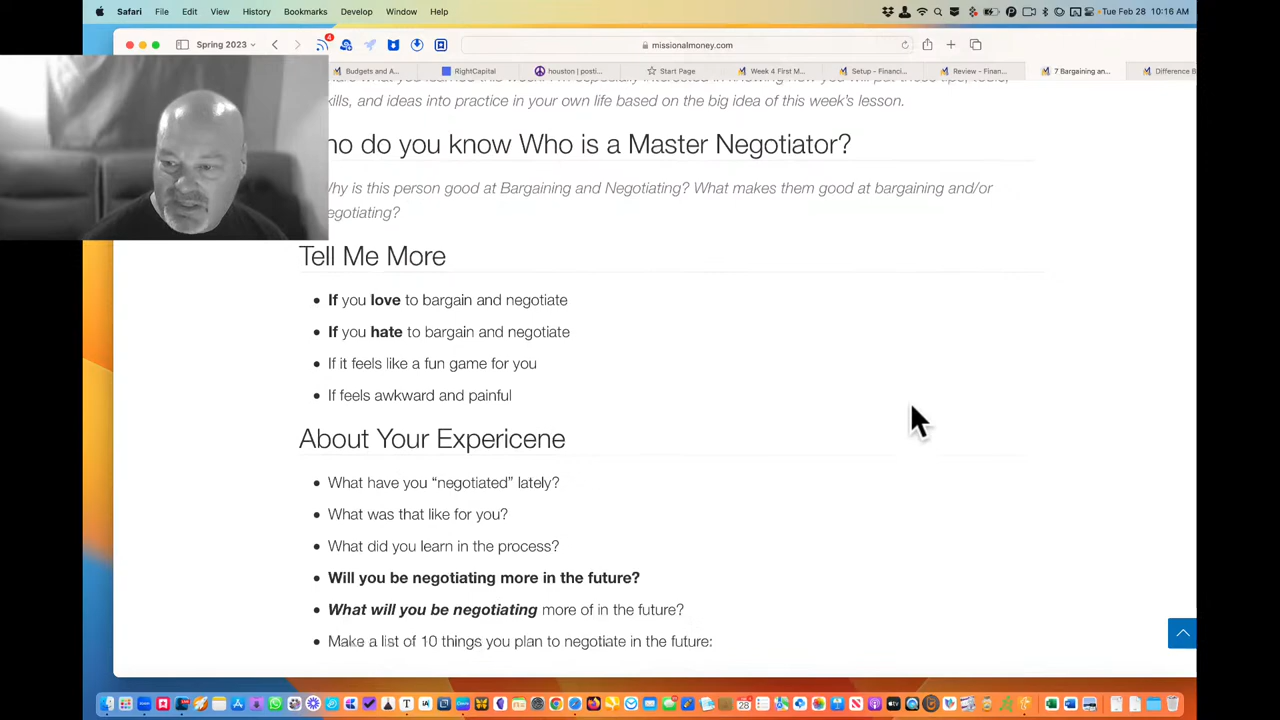 Safari File Edit View History Bookmarks Develop Window Help Tue Feb 28 10:16 AM
Spring 2023 4 missionalmoney.com
Budgets and A... RightCapital houston | posti... Start Page Week 4 First M... Setup - Financi... Review - Finan... 7 Bargaining an... Difference B
kills, and ideas into practice in your own life based on the big idea of this week's lesson.
ho do you know Who is a Master Negotiator?
hy is this person good at Bargaining and Negotiating? What makes them good at bargaining and/or
egotiating?
Tell Me More
• If you love to bargain and negotiate
• If you hate to bargain and negotiate
• If it feels like a fun game for you
• If feels awkward and painful
About Your Expericene
• What have you “negotiated” lately?
• What was that like for you?
• What did you learn in the process?
• Will you be negotiating more in the future?
• What will you be negotiating more of in the future?
• Make a list of 10 things you plan to negotiate in the future: